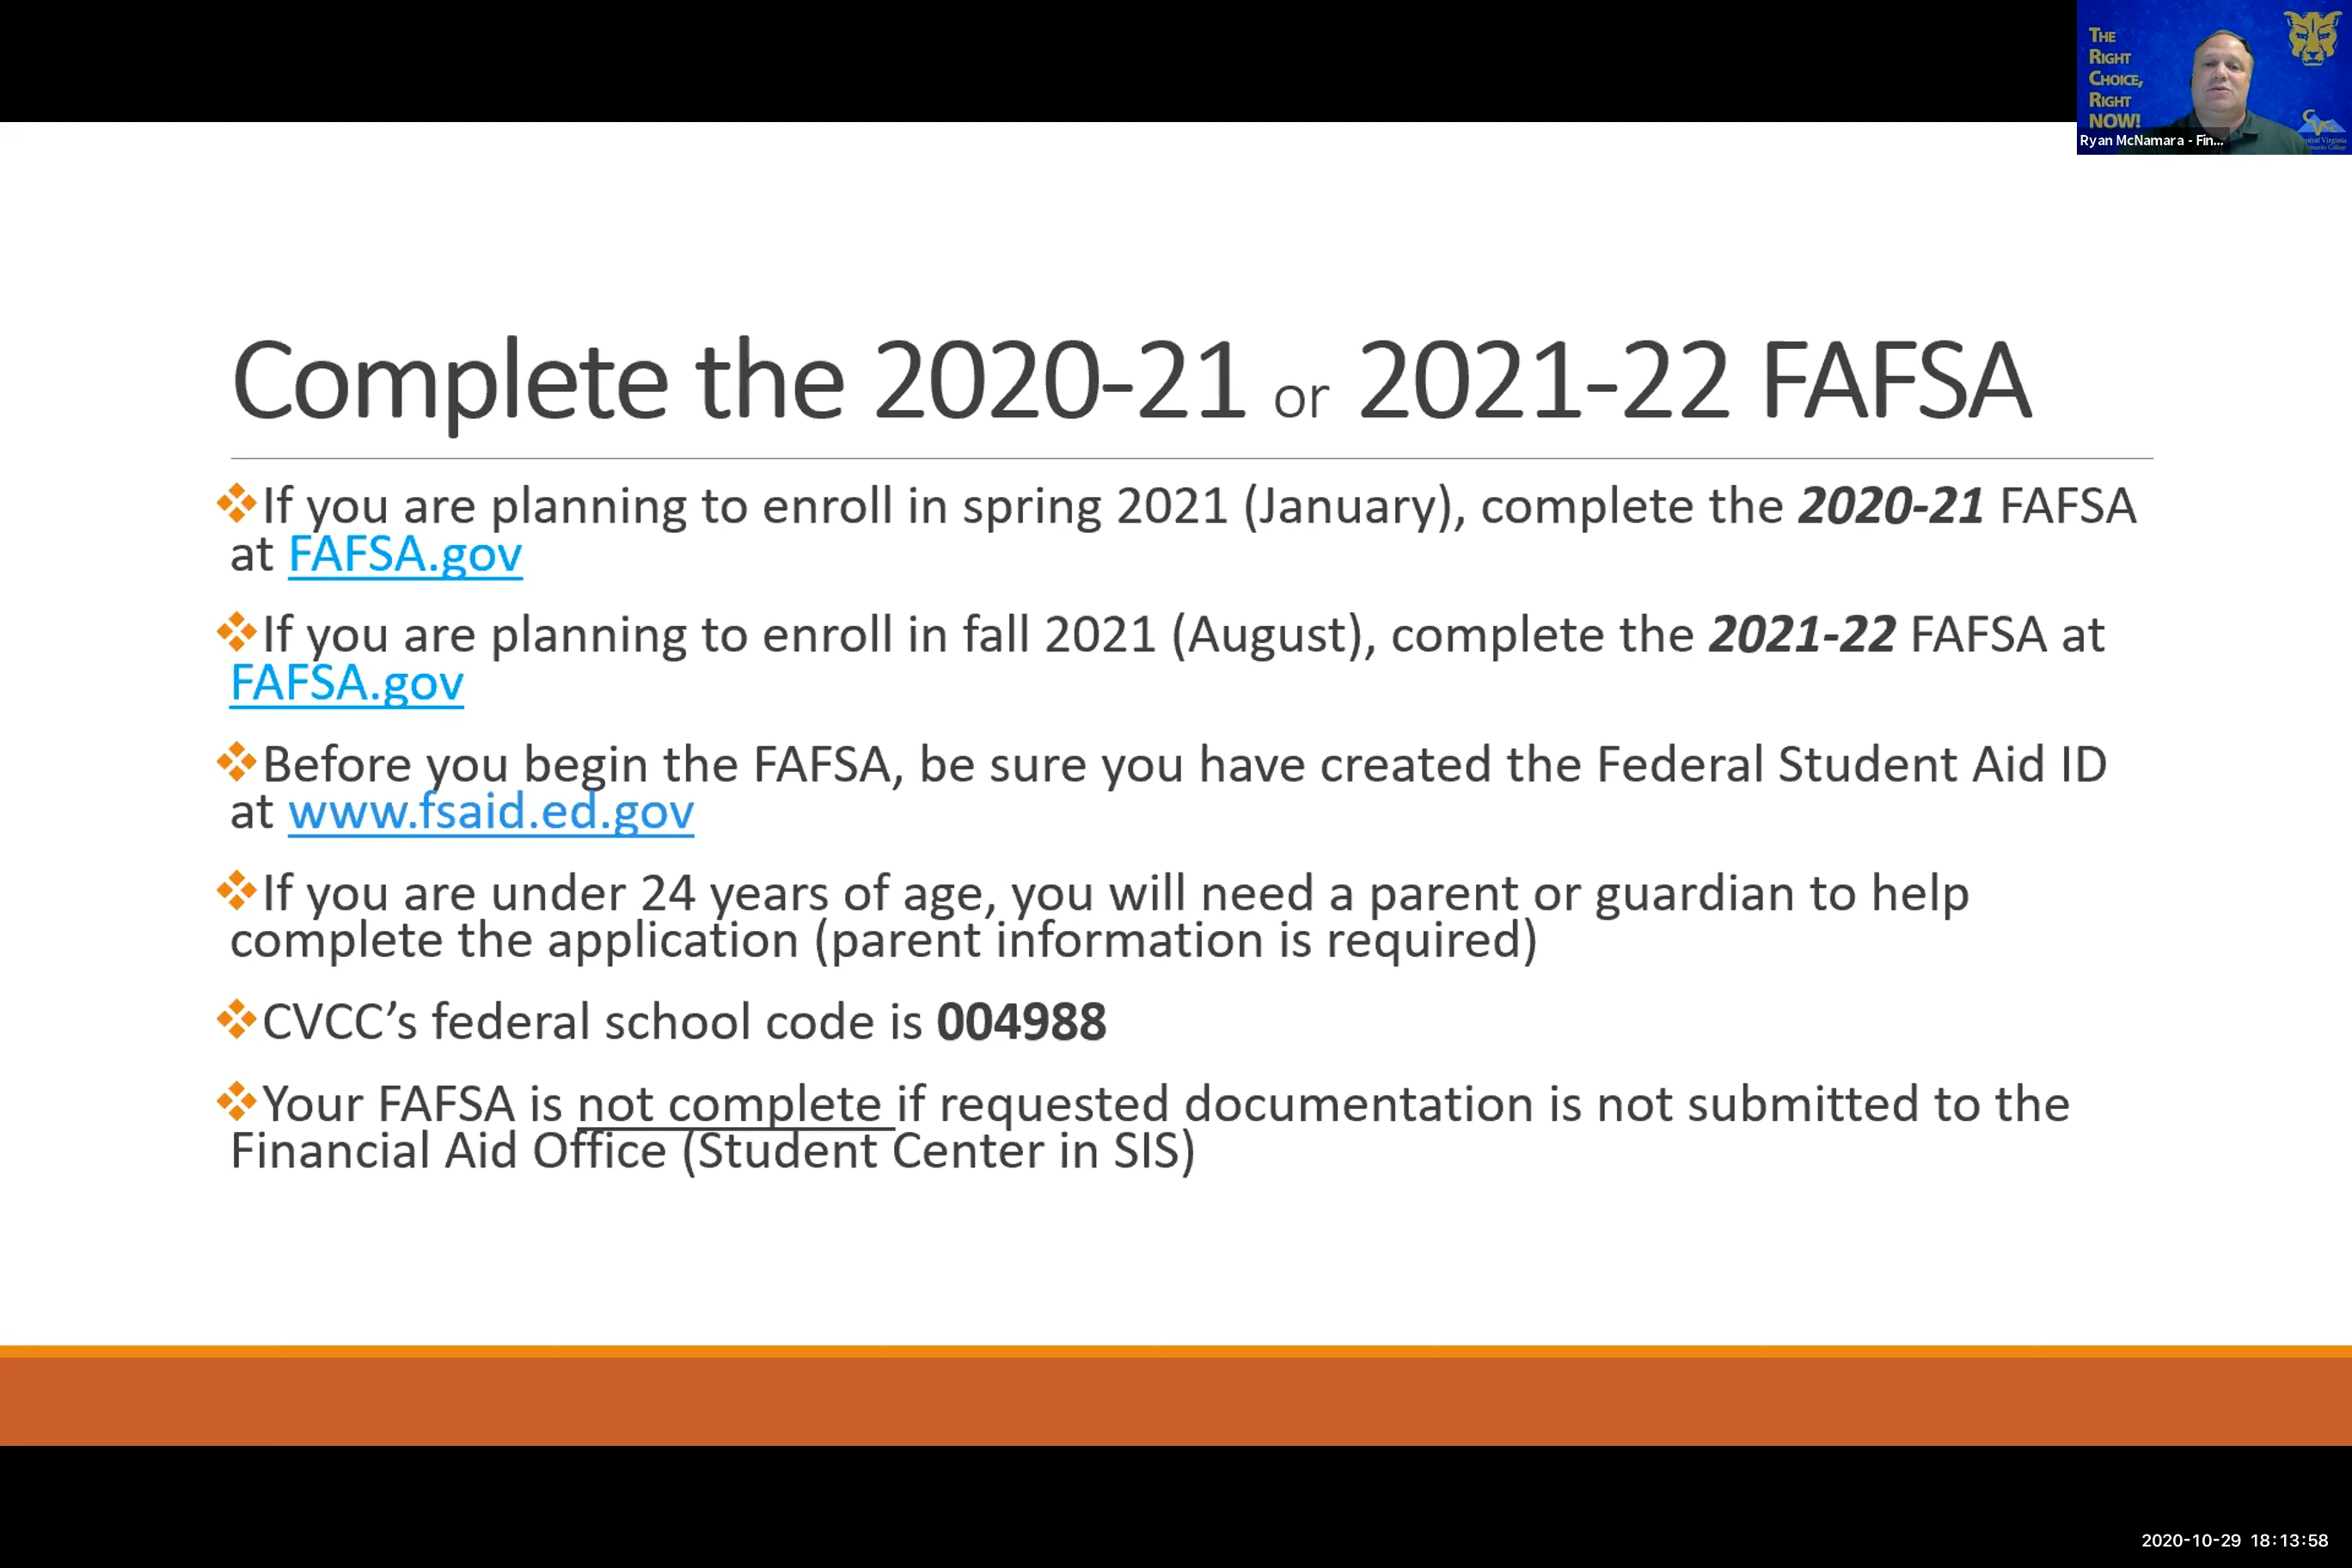 THE
RIGHT
CHOICE,
RIGHT
NOW!
Ryan McNamara - Fin...
Complete the 2020-21 or 2021-22 FAFSA
❖If you are planning to enroll in spring 2021 (January), complete the 2020-21 FAFSA
at FAFSA.gov
❖If you are planning to enroll in fall 2021 (August), complete the 2021-22 FAFSA at
FAFSA.gov
❖Before you begin the FAFSA, be sure you have created the Federal Student Aid ID
at www.fsaid.ed.gov
❖If you are under 24 years of age, you will need a parent or guardian to help
complete the application (parent information is required)
❖CVCC’s federal school code is 004988
❖Your FAFSA is not complete if requested documentation is not submitted to the
Financial Aid Office (Student Center in SIS)
2020-10-29 18:13:58